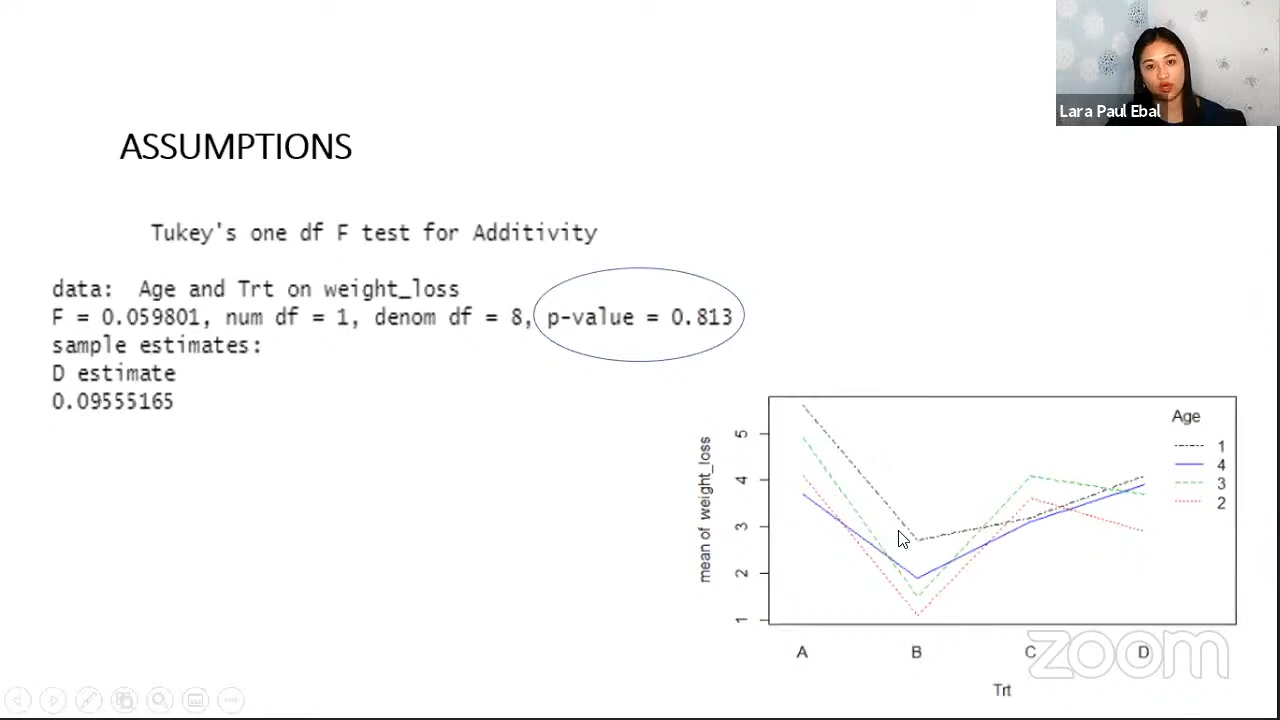 Lara Paul Ebal
ASSUMPTIONS
Tukey's one df F test for Additivity
data: Age and Trt on weight_loss
F = 0.059801, num df = 1, denom df = 8, p-value = 0.813
sample estimates:
D estimate
0.09555165
mean of weight_loss
5
4
3
2
1
Age
1
4
3
2
A B C D
Trt
zoom